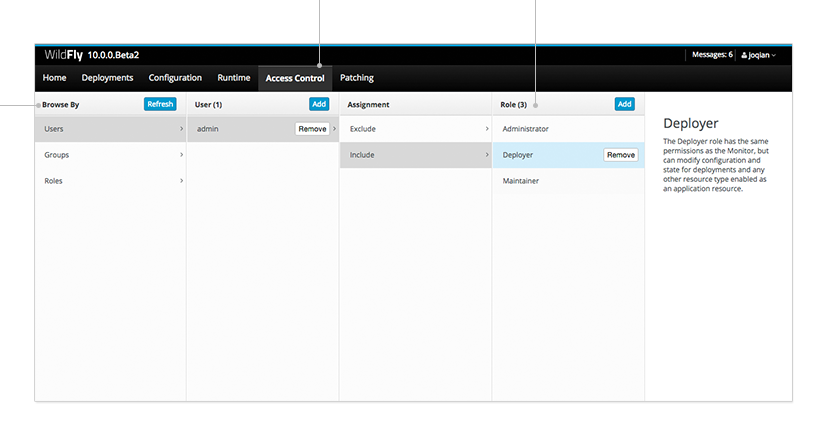 WildFly 10.0.0.Beta2
Messages: 6 joqian
Home Deployments Configuration Runtime Access Control Patching
Browse By Refresh User (1) Add Assignment Role (3) Add
Users admin Remove Exclude Administrator
Groups Include Deployer Remove
Roles Maintainer
Deployer
The Deployer role has the same
permissions as the Monitor, but
can modify configuration and
state for deployments and any
other resource type enabled as
an application resource.